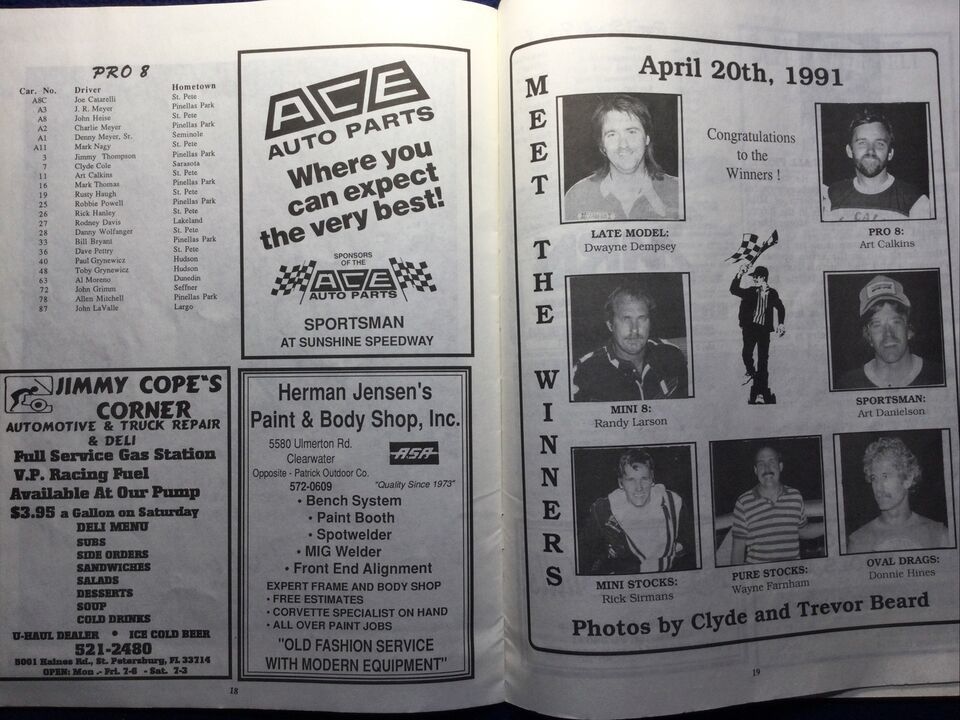 PRO 8
Car. No. Driver Hometown
A8C Joe Catarelli St. Pete
A3 J. R. Meyer Pinellas Park
A8 John Heise St. Pete
A2 Charlie Meyer Pinellas Park
A1 Denny Meyer, Sr. Seminole
A11 Mark Nagy St. Pete
3 Jimmy Thompson Pinellas Park
7 Clyde Cole Sarasota
11 Art Calkins St. Pete
16 Mark Thomas Pinellas Park
19 Rusty Haugh St. Pete
25 Robbie Powell Pinellas Park
26 Rick Hanley St. Pete
27 Rodney Davis Lakeland
28 Danny Wolfanger St. Pete
33 Bill Bryant Pinellas Park
36 Dave Pettry St. Pete
40 Paul Grynewicz Hudson
48 Toby Grynewicz Hudson
63 Al Moreno Dunedin
72 John Grimm Seffner
78 Allen Mitchell Pinellas Park
87 John LaValle Largo
ACE
AUTO PARTS
Where you
can expect
the very best!
SPONSORS
OF THE
ACE
AUTO PARTS
SPORTSMAN
AT SUNSHINE SPEEDWAY
JIMMY COPE"S
CORNER
AUTOMOTIVE & TRUCK REPAIR
& DELI
Full Service Gas Station
V.P. Racing Fuel
Available At Our Pump
$3.95 a Gallon on Saturday
DELI MENU
SUBS
SIDE ORDERS
SANDWICHES
SALADS
DESSERTS
SOUP
COLD DRINKS
U-HAUL DEALER • ICE COLD BEER
521-2480
5001 Haines Rd., St. Petersburg, Fl 33714
OPEN: Mon .- Fri. 7-6 - Sat. 7-3
Herman Jensen's
Paint & Body Shop, Inc.
5580 Ulmerton Rd.
Clearwater
Opposite - Patrick Outdoor Co.
572-0609
ASA
"Quality Since 1973"
• Bench System
• Paint Booth
• Spotwelder
• MIG Welder
• Front End Alignment
EXPERT FRAME AND BODY SHOP
• FREE ESTIMATES
• CORVETTE SPECIALIST ON HAND
• ALL OVER PAINT JOBS
"OLD FASHION SERVICE
WITH MODERN EQUIPMENT"
18
MEET THE WINNERS
April 20th, 1991
Congratulations
to the
Winners !
LATE MODEL:
Dwayne Dempsey
PRO 8:
Art Calkins
MINI 8:
Randy Larson
SPORTSMAN:
Art Danielson
MINI STOCKS:
Rick Sirmans
PURE STOCKS:
Wayne Farnham
OVAL DRAGS:
Donnie Hines
Photos by Clyde and Trevor Beard
19